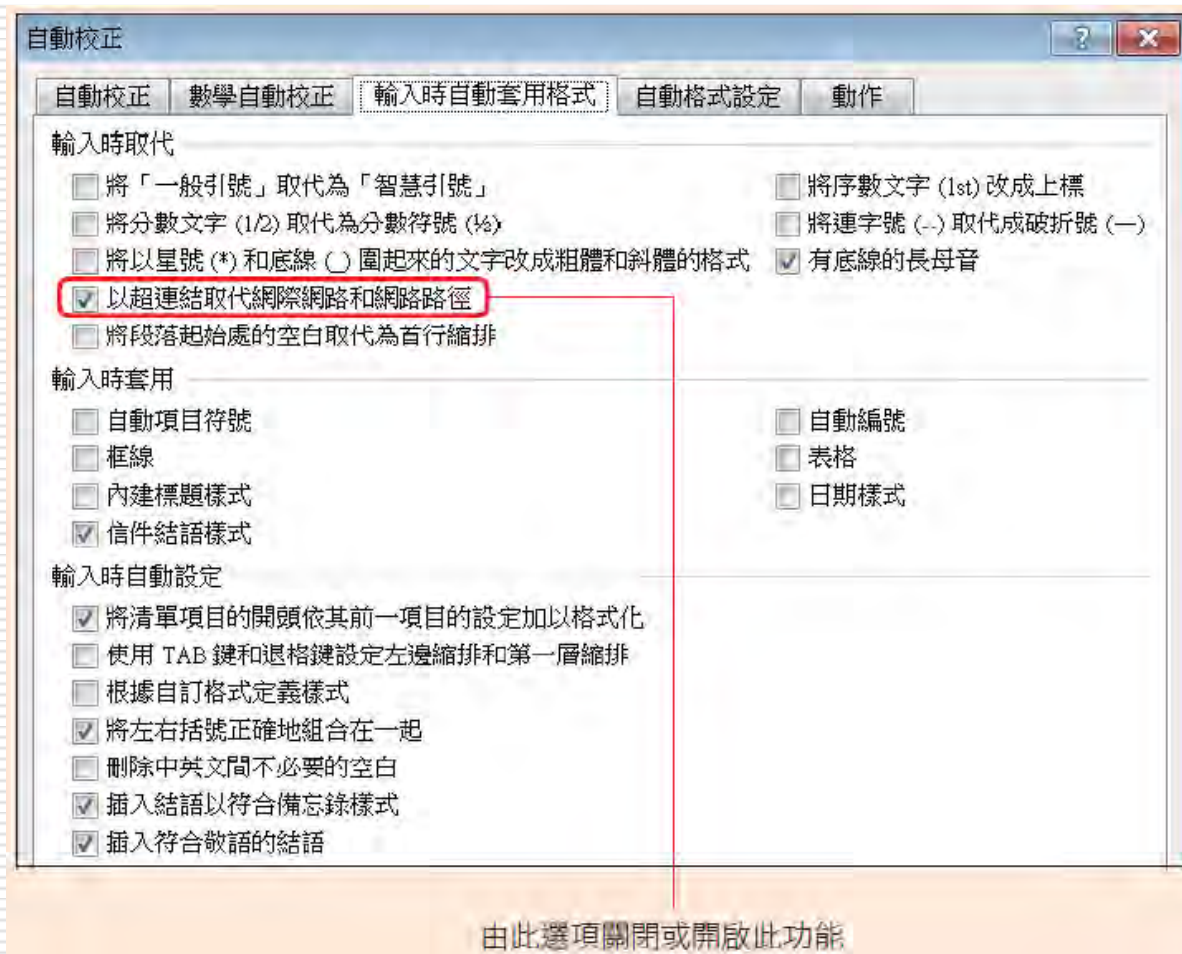 自動校正
自動校正 數學自動校正 輸入時自動套用格式 自動格式設定 動作
輸入時取代
將「一般引號」取代為「智慧引號」 將序數文字 (1st) 改成上標
將分數文字 (1/2) 取代為分數符號 (½) 將連字號 (--) 取代成破折號 (—)
將以星號 (*) 和底線 (_) 圍起來的文字改成粗體和斜體的格式 有底線的長母音
以超連結取代網際網路和網路路徑
將段落起始處的空白取代為首行縮排
輸入時套用
自動項目符號 自動編號
框線 表格
內建標題樣式 日期樣式
信件結語樣式
輸入時自動設定
將清單項目的開頭依其前一項目的設定加以格式化
使用 TAB 鍵和退格鍵設定左邊縮排和第一層縮排
根據自訂格式定義樣式
將左右括號正確地組合在一起
刪除中英文間不必要的空白
插入結語以符合備忘錄樣式
插入符合敬語的結語
由此選項關閉或開啟此功能